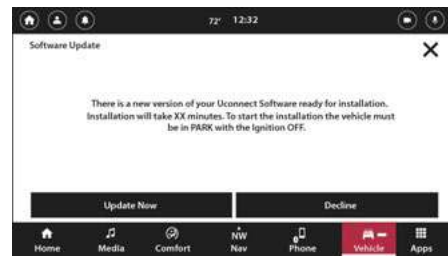 72° 12:32
Software Update
There is a new version of your Uconnect Software ready for installation.
Installation will take XX minutes. To start the installation the vehicle must
be in PARK with the Ignition OFF.
Update Now Decline
NW
0
Home Media Comfort Nav Phone Vehicle Apps